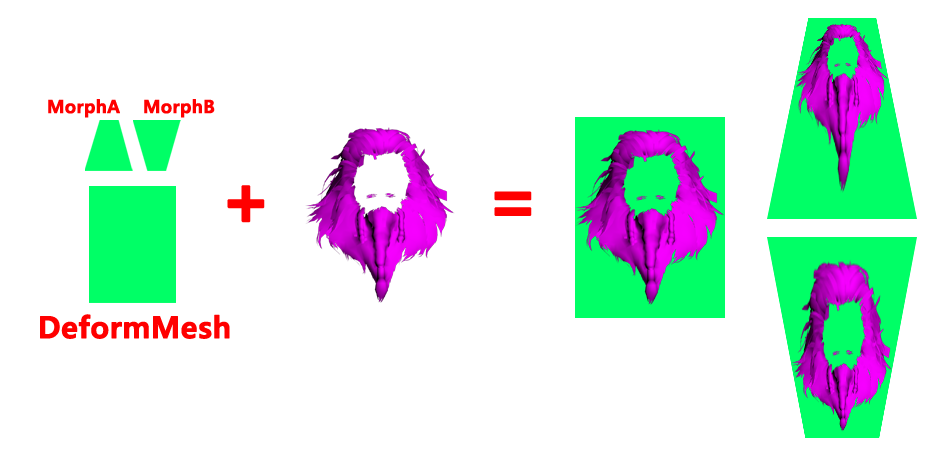 MorphA MorphB
+ =
DeformMesh